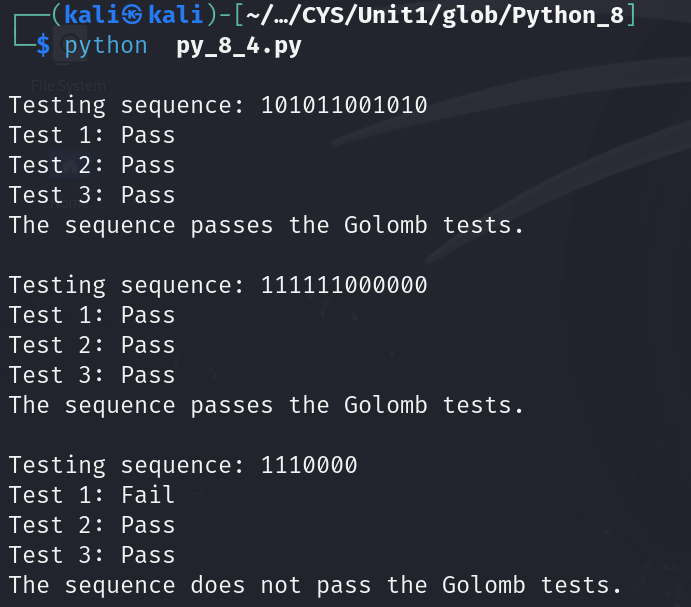 ┌──(kali㉿kali)-[~/…/CYS/Unit1/glob/Python_8]
└─$ python  py_8_4.py
File System
Testing sequence: 101011001010
Test 1: Pass
Test 2: Pass
Test 3: Pass
The sequence passes the Golomb tests.
Testing sequence: 111111000000
Test 1: Pass
Test 2: Pass
Test 3: Pass
The sequence passes the Golomb tests.
Testing sequence: 1110000
Test 1: Fail
Test 2: Pass
Test 3: Pass
The sequence does not pass the Golomb tests.